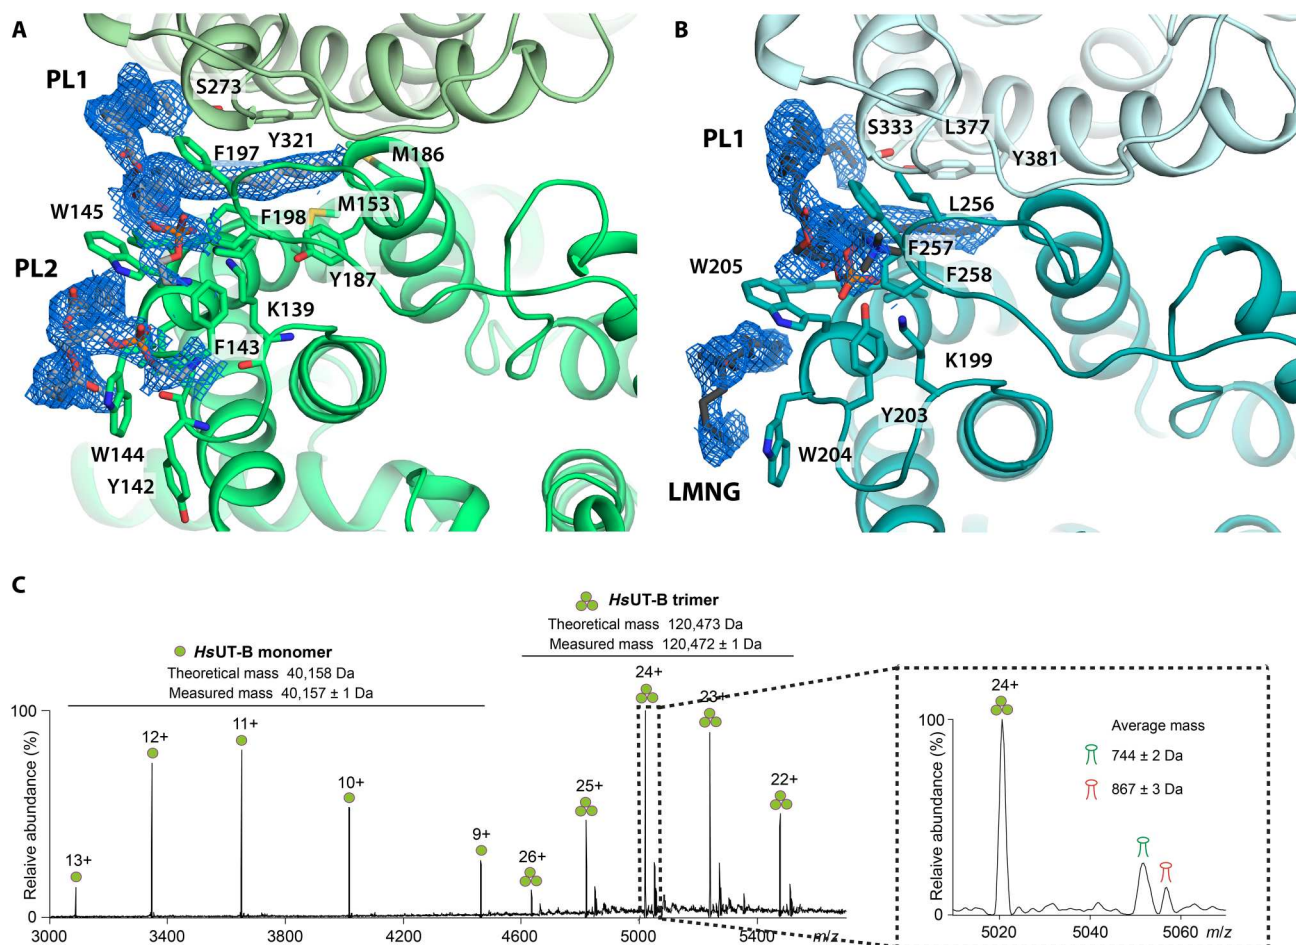 A
PL1
S273
F197
Y321
M186
W145
F198
M153
PL2
Y187
K139
F143
W144
Y142
B
PL1
S333
L377
Y381
L256
F257
W205
F258
K199
Y203
W204
LMNG
C
HsUT-B monomer
Theoretical mass 40,158 Da
Measured mass 40,157 ± 1 Da
HsUT-B trimer
Theoretical mass 120,473 Da
Measured mass 120,472 ± 1 Da
Relaive abundance (%)
100
0
13+
12+
11+
10+
9+
26+
25+
24+
23+
22+
3000
3400
3800
4200
4600
5000
5400
m/z
Relaive abundance (%)
100
0
24+
Average mass
744 ± 2 Da
867 ± 3 Da
5020
5040
5060
m/z